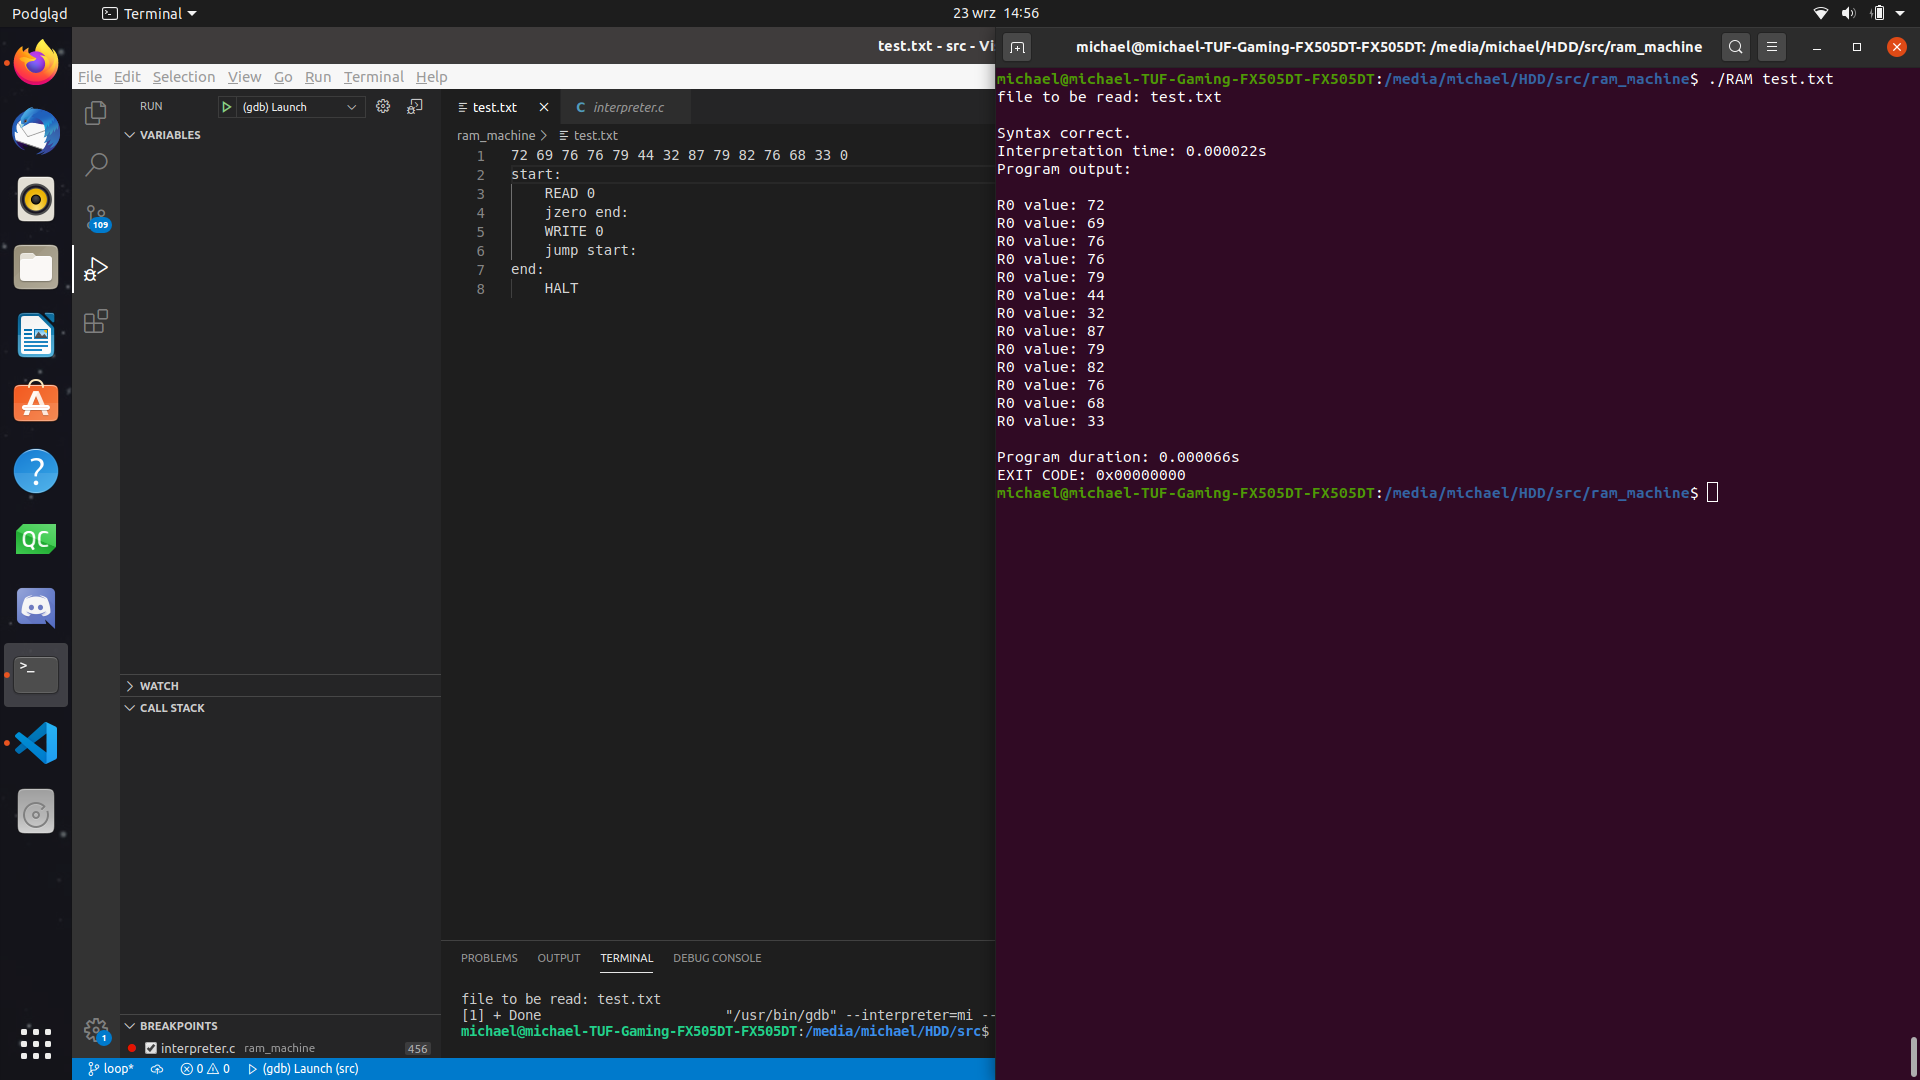 Podgląd
Terminal
23 wrz 14:56
test.txt - src - Vi
File Edit Selection View Go Run Terminal Help
RUN
(gdb) Launch
VARIABLES
109
WATCH
CALL STACK
BREAKPOINTS
interpreter.c ram_machine 456
1
QC
>_
test.txt
interpreter.c
ram_machine > test.txt
1 72 69 76 76 79 44 32 87 79 82 76 68 33 0
2 start:
3 READ 0
4 jzero end:
5 WRITE 0
6 jump start:
7 end:
8 HALT
PROBLEMS OUTPUT TERMINAL DEBUG CONSOLE
file to be read: test.txt
[1] + Done "/usr/bin/gdb" --interpreter=mi --
michael@michael-TUF-Gaming-FX505DT-FX505DT:/media/michael/HDD/src$
loop* 0 0 (gdb) Launch (src)
michael@michael-TUF-Gaming-FX505DT-FX505DT: /media/michael/HDD/src/ram_machine
michael@michael-TUF-Gaming-FX505DT-FX505DT:/media/michael/HDD/src/ram_machine$ ./RAM test.txt
file to be read: test.txt
Syntax correct.
Interpretation time: 0.000022s
Program output:
R0 value: 72
R0 value: 69
R0 value: 76
R0 value: 76
R0 value: 79
R0 value: 44
R0 value: 32
R0 value: 87
R0 value: 79
R0 value: 82
R0 value: 76
R0 value: 68
R0 value: 33
Program duration: 0.000066s
EXIT CODE: 0x00000000
michael@michael-TUF-Gaming-FX505DT-FX505DT:/media/michael/HDD/src/ram_machine$